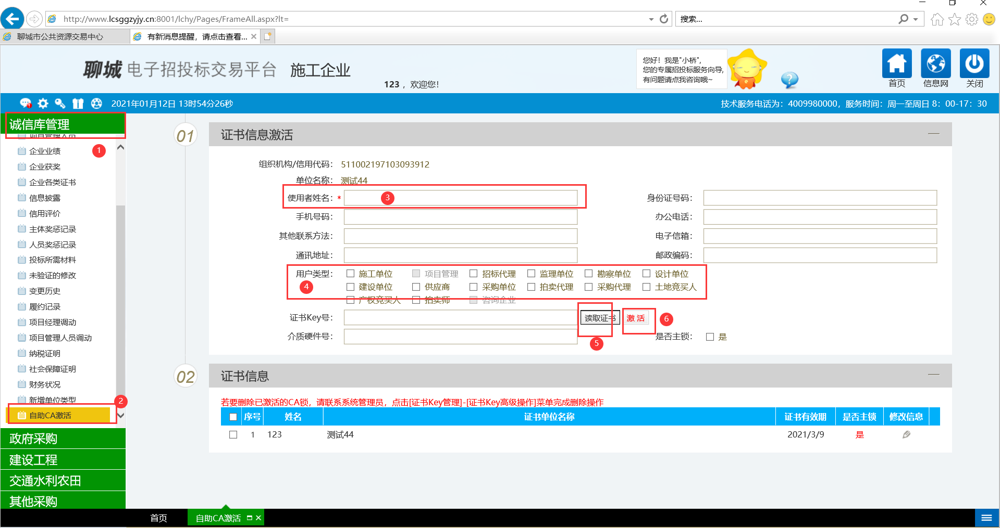 http://www.lcsggzyjy.cn:8001/lchy/Pages/FrameAll.aspx?lt=
搜索...
聊城市公共资源交易中心
有新消息提醒，请点击查看...
聊城 电子招投标交易平台 施工企业
123 ，欢迎您！
您好！我是"小桥",
您的专属招投标服务向导,
有问题请点我咨询哦~
首页 信息网 关闭
2021年01月12日 13时54分26秒
技术服务电话为：4009980000，服务时间：周一至周日 8：00-17：30
诚信库管理
项目管理人员
企业业绩
1
企业获奖
企业各类证书
信息披露
信用评价
主体奖惩记录
人员奖惩记录
投标所需材料
未验证的修改
变更历史
履约记录
项目经理调动
项目管理人员调动
纳税证明
社会保障证明
财务状况
新增单位类型
2
自助CA激活
政府采购
建设工程
交通水利农田
其他采购
01 证书信息激活
组织机构/信用代码： 511002197103093912
单位名称： 测试44
使用者姓名：* 3 身份证号码：
手机号码： 办公电话：
其他联系方法： 电子信箱：
通讯地址： 邮政编码：
用户类型： 施工单位 项目管理 招标代理 监理单位 勘察单位 设计单位
4 建设单位 供应商 采购单位 拍卖代理 采购代理 土地竞买人
产权竞买人 拍卖师 咨询企业
证书Key号： 读取证书 激 活 6
介质硬件号： 5 是否主锁： 是
02 证书信息
若要删除已激活的CA锁，请联系系统管理员，点击[证书Key管理]-[证书Key高级操作]菜单完成删除操作
序号 姓名 证书单位名称 证书有效期 是否主锁 修改信息
1 123 测试44 2021/3/9 是
首页 自助CA激活